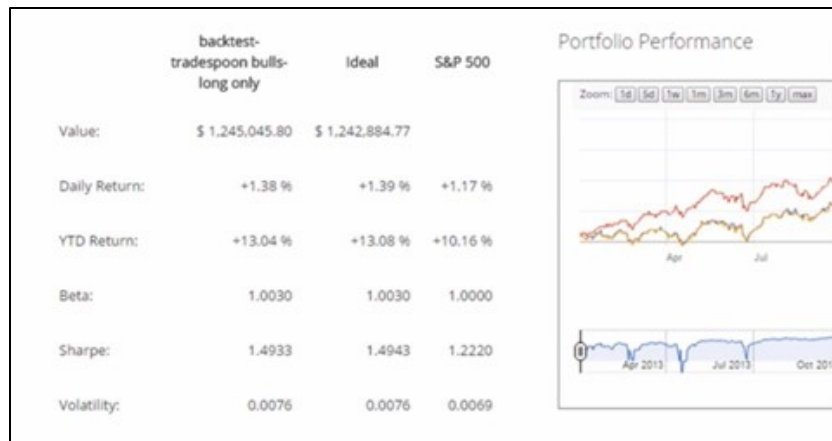 backtest-
tradespoon bulls-
long only
Ideal
S&P 500
Value: $ 1,245,045.80 $ 1,242,884.77
Daily Return: +1.38 % +1.39 % +1.17 %
YTD Return: +13.04 % +13.08 % +10.16 %
Beta: 1.0030 1.0030 1.0000
Sharpe: 1.4933 1.4943 1.2220
Volatility: 0.0076 0.0076 0.0069
Portfolio Performance
Zoom: 1d 5d 1w 1m 3m 6m 1y max
Apr Jul
Apr 2013 Jul 2013 Oct 201